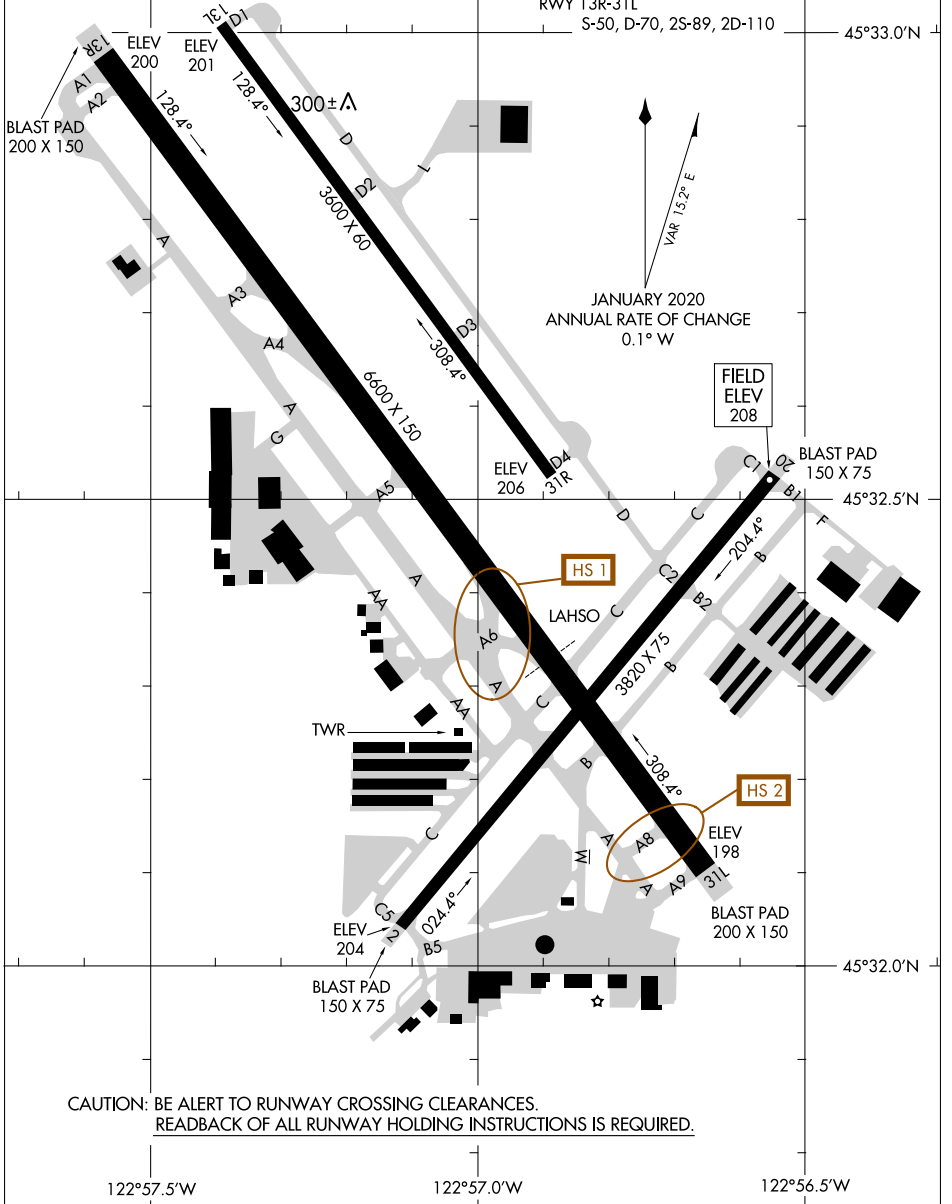 RWY 13R-31L
S-50, D-70, 2S-89, 2D-110
13L
D1
45°33.0'N
13R
ELEV
200
ELEV
201
A1
A2
128.4°
128.4°
300±
BLAST PAD
200 X 150
D
L
D2
3600 X 60
VAR 15.2° E
A
A3
JANUARY 2020
ANNUAL RATE OF CHANGE
0.1° W
D3
308.4°
A4
6600 X 150
FIELD
ELEV
208
A
G
D4
31R
ELEV
206
C1
20
BLAST PAD
150 X 75
B1
A5
45°32.5'N
D
C
F
204.4°
B
HS 1
C2
A
AA
C
B2
LAHSO
A6
3820 X 75
B
A
C
AA
TWR
B
308.4°
HS 2
C
A
A8
ELEV
198
W
A
A9
31L
C5
2
024.4°
ELEV
204
B5
BLAST PAD
200 X 150
BLAST PAD
150 X 75
45°32.0'N
CAUTION: BE ALERT TO RUNWAY CROSSING CLEARANCES.
READBACK OF ALL RUNWAY HOLDING INSTRUCTIONS IS REQUIRED.
122°57.5'W
122°57.0'W
122°56.5'W